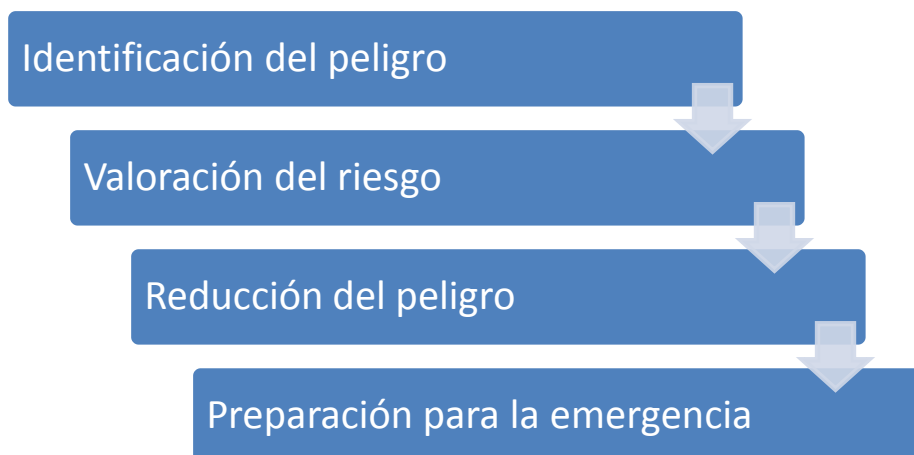 Identificación del peligro
Valoración del riesgo
Reducción del peligro
Preparación para la emergencia